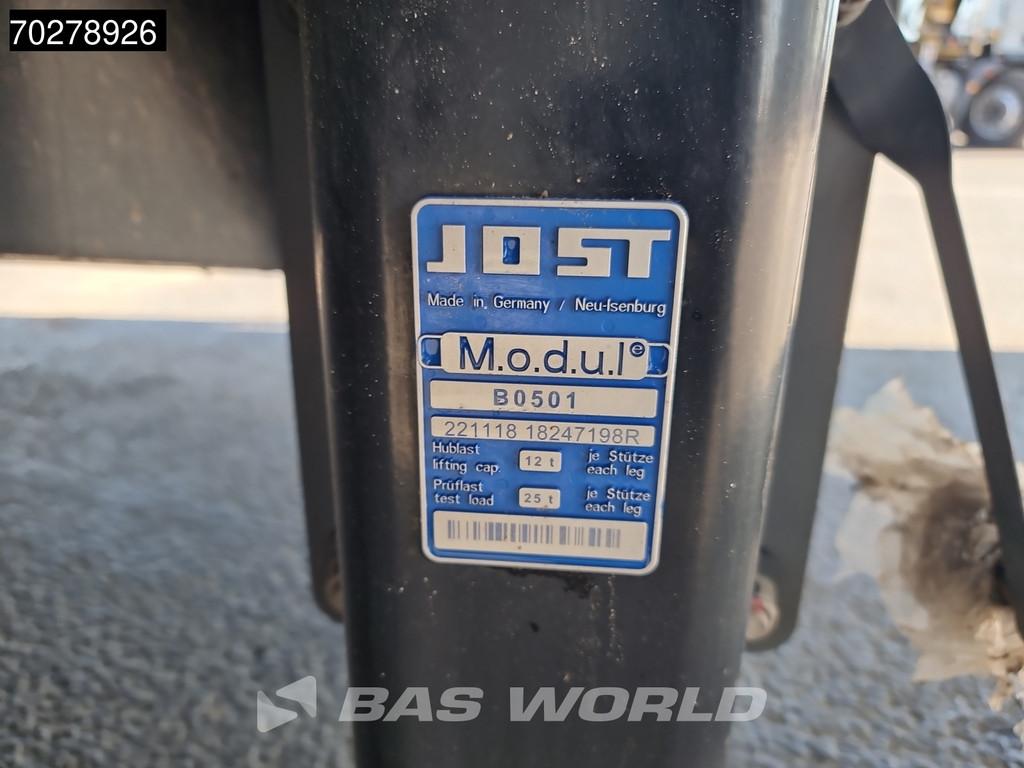 70278926
JOST
Made in Germany / Neu-Isenburg
M.o.d.u.l e
B0501
221118 18247198R
Hublast 12 t je Stütze
lifting cap. each leg
Prüflast 25 t je Stütze
test load each leg
BAS WORLD